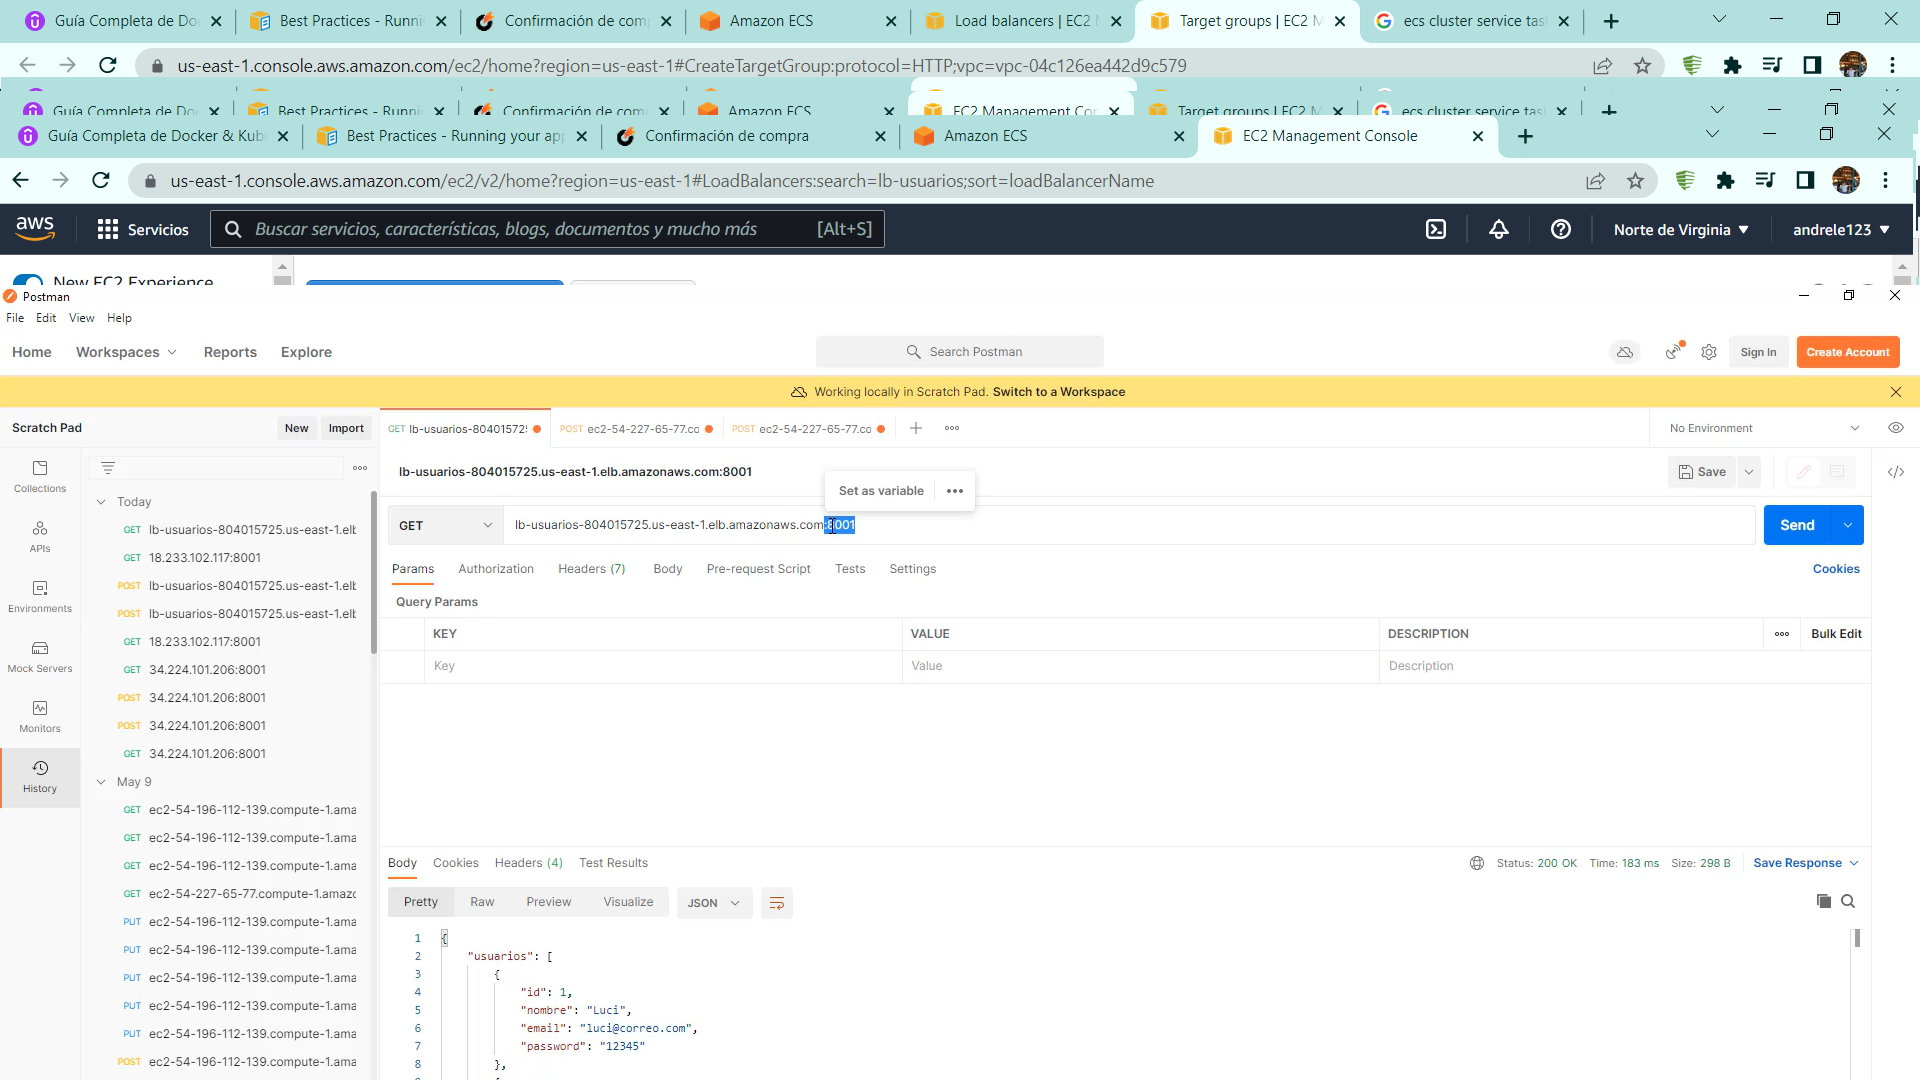 Guía Completa de Do
Best Practices - Runni
Confirmación de com
Amazon ECS
Load balancers | EC2
Target groups | EC2 M
ecs cluster service tas
us-east-1.console.aws.amazon.com/ec2/home?region=us-east-1#CreateTargetGroup:protocol=HTTP;vpc=vpc-04c126ea442d9c579
Guía Completa de Do
Best Practices - Runni
Confirmación de com
Amazon ECS
EC2 Management Cor
Target groups | EC2 M
ecs cluster service tas
Guía Completa de Docker & Kub
Best Practices - Running your ap
Confirmación de compra
Amazon ECS
EC2 Management Console
us-east-1.console.aws.amazon.com/ec2/v2/home?region=us-east-1#LoadBalancers:search=lb-usuarios;sort=loadBalancerName
aws
Servicios
Buscar servicios, características, blogs, documentos y mucho más
[Alt+S]
Norte de Virginia
andrele123
New EC2 Experience
Postman
File Edit View Help
Home
Workspaces
Reports
Explore
Search Postman
Sign In
Create Account
Working locally in Scratch Pad. Switch to a Workspace
Scratch Pad
New
Import
GET lb-usuarios-80401572
POST ec2-54-227-65-77.co
POST ec2-54-227-65-77.co
No Environment
lb-usuarios-804015725.us-east-1.elb.amazonaws.com:8001
Save
Set as variable
GET
lb-usuarios-804015725.us-east-1.elb.amazonaws.com:8001
Send
Params
Authorization
Headers (7)
Body
Pre-request Script
Tests
Settings
Cookies
Query Params
KEY
VALUE
DESCRIPTION
Bulk Edit
Key
Value
Description
Collections
APIs
Environments
Mock Servers
Monitors
History
Today
GET lb-usuarios-804015725.us-east-1.elb
GET 18.233.102.117:8001
POST lb-usuarios-804015725.us-east-1.elb
POST lb-usuarios-804015725.us-east-1.elb
GET 18.233.102.117:8001
GET 34.224.101.206:8001
POST 34.224.101.206:8001
POST 34.224.101.206:8001
GET 34.224.101.206:8001
May 9
GET ec2-54-196-112-139.compute-1.ama
GET ec2-54-196-112-139.compute-1.ama
GET ec2-54-196-112-139.compute-1.ama
GET ec2-54-227-65-77.compute-1.amazc
PUT ec2-54-196-112-139.compute-1.ama
PUT ec2-54-196-112-139.compute-1.ama
PUT ec2-54-196-112-139.compute-1.ama
PUT ec2-54-196-112-139.compute-1.ama
PUT ec2-54-196-112-139.compute-1.ama
POST ec2-54-196-112-139.compute-1.ama
Body
Cookies
Headers (4)
Test Results
Status: 200 OK
Time: 183 ms
Size: 298 B
Save Response
Pretty
Raw
Preview
Visualize
JSON
1 {
2 "usuarios": [
3 {
4 "id": 1,
5 "nombre": "Luci",
6 "email": "luci@correo.com",
7 "password": "12345"
8 },